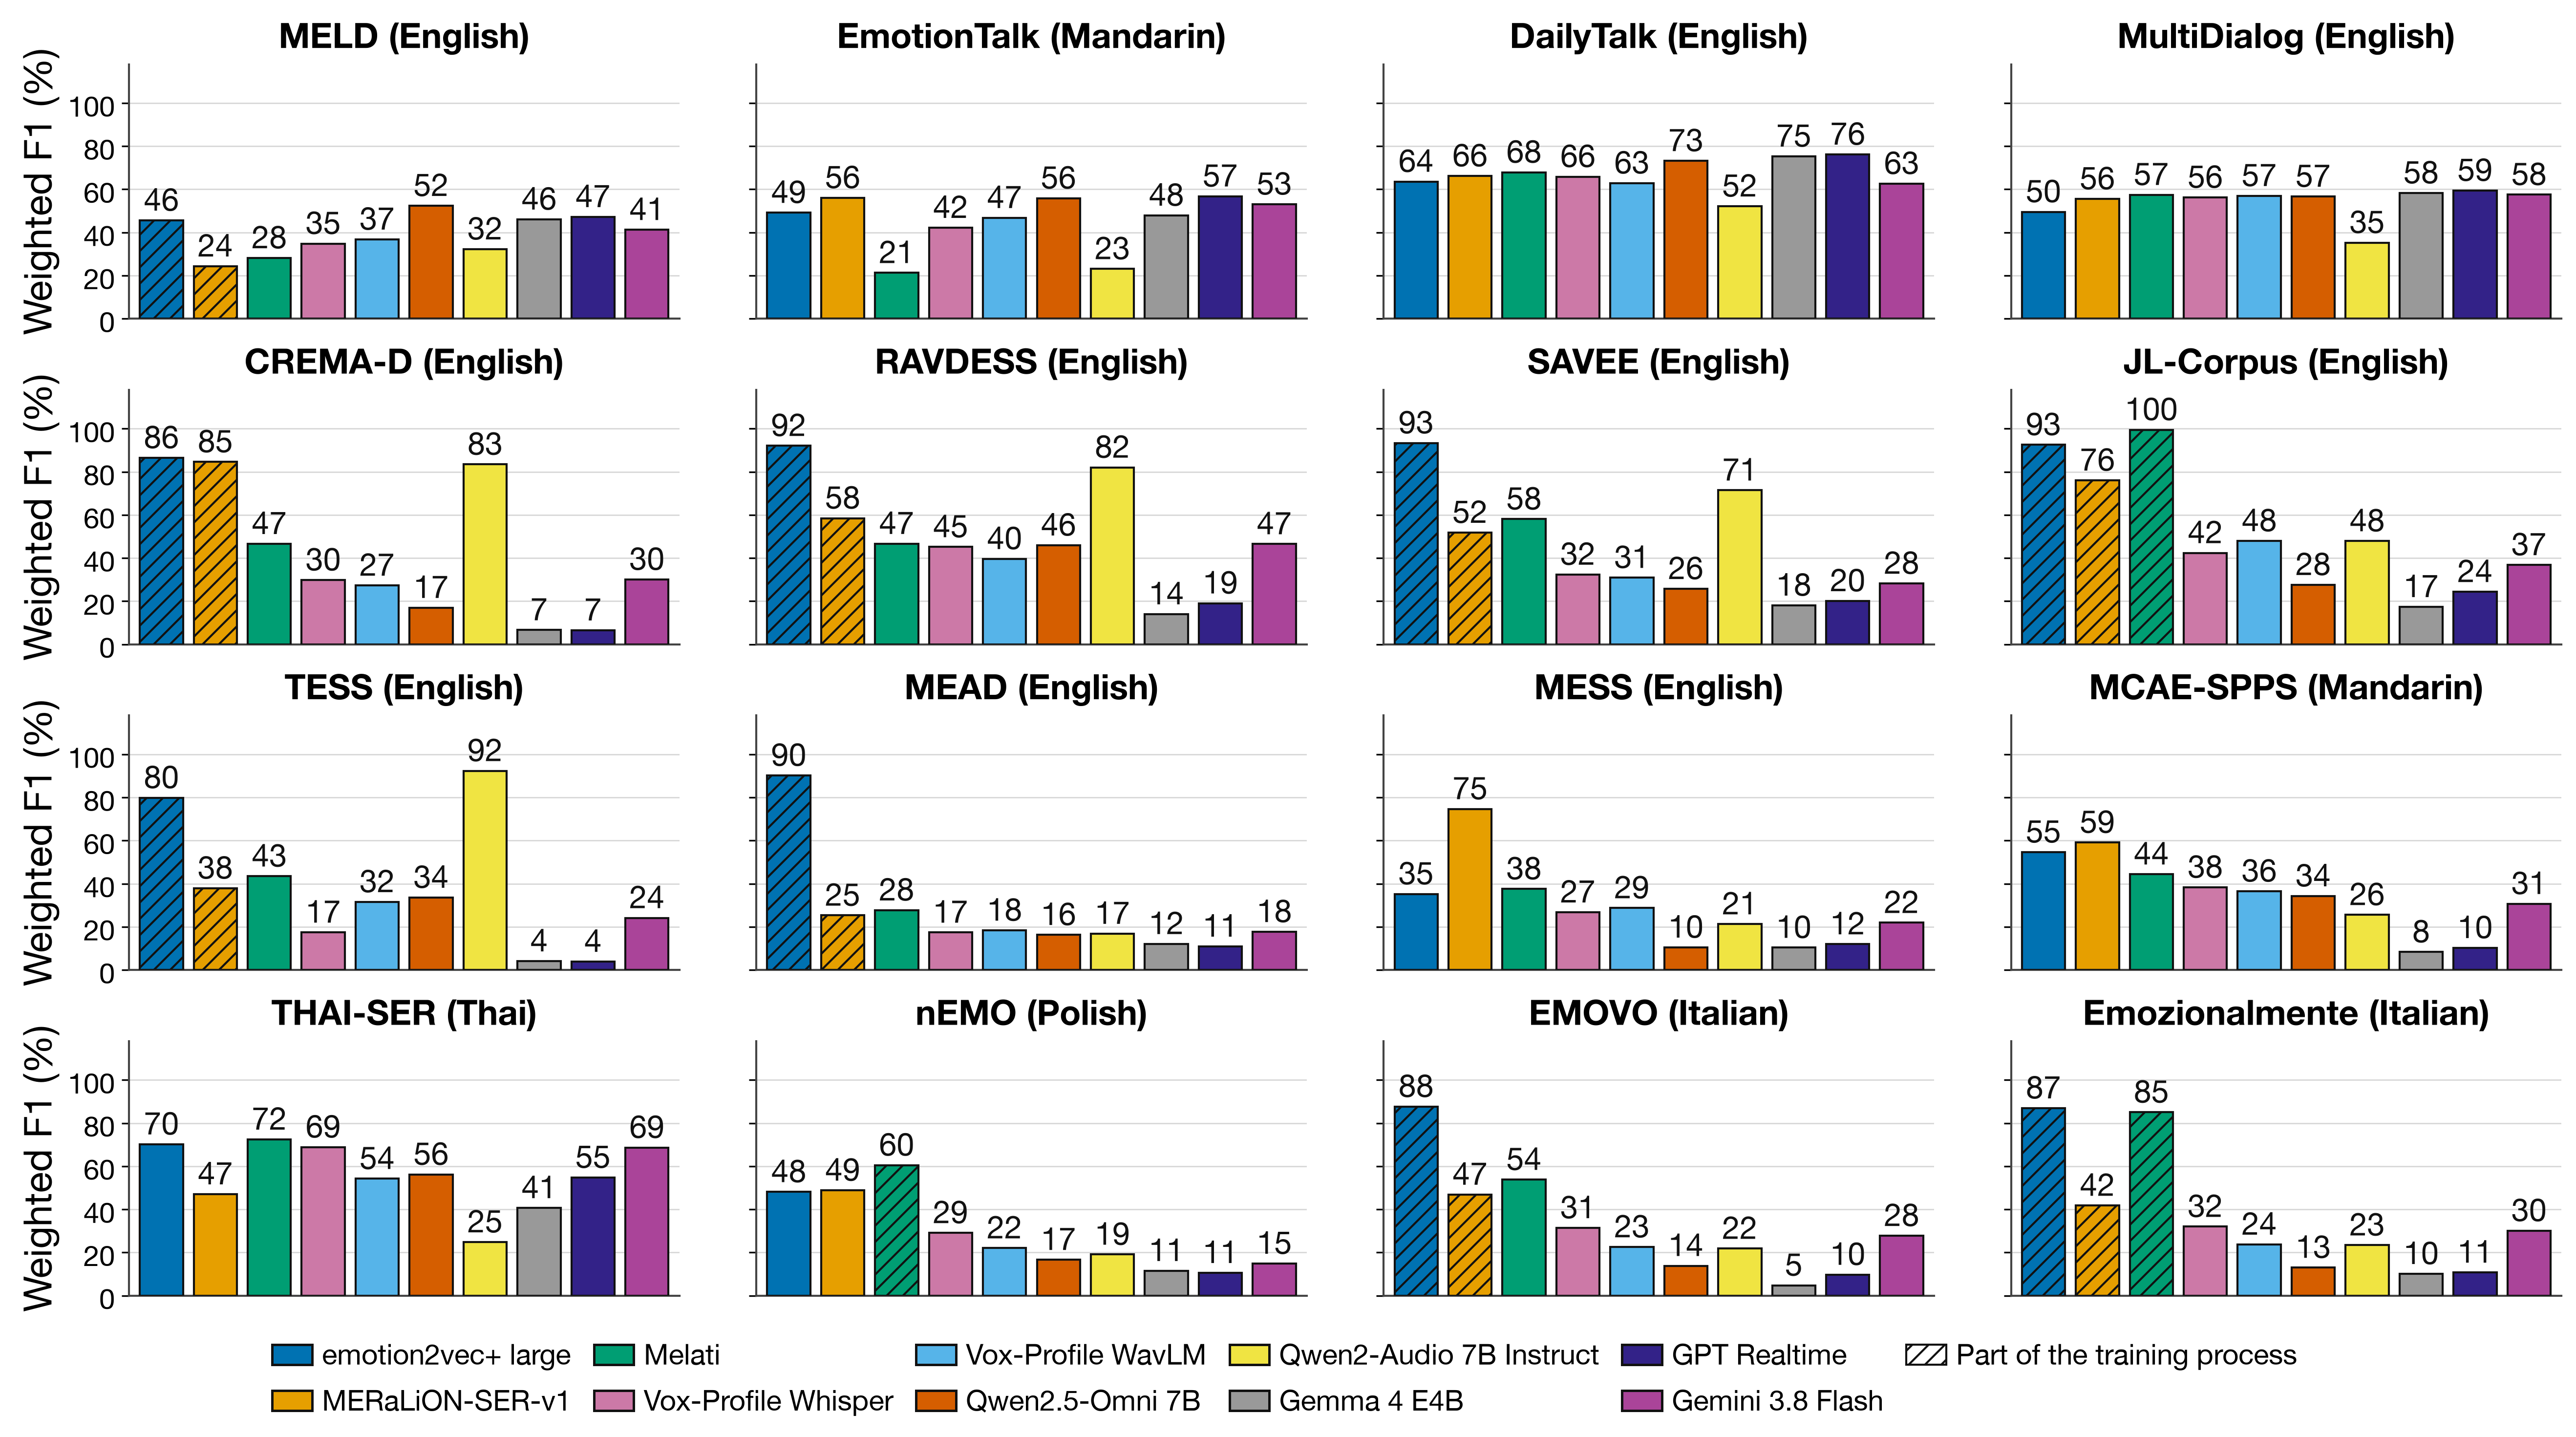 MELD (English)
EmotionTalk (Mandarin)
DailyTalk (English)
MultiDialog (English)
Weighted F1 (%)
100
80
60
40
20
0
46 24 28 35 37 52 32 46 47 41
49 56 21 42 47 56 23 48 57 53
64 66 68 66 63 73 52 75 76 63
50 56 57 56 57 57 35 58 59 58
CREMA-D (English)
RAVDESS (English)
SAVEE (English)
JL-Corpus (English)
Weighted F1 (%)
100
80
60
40
20
0
86 85 47 30 27 17 83 7 7 30
92 58 47 45 40 46 82 14 19 47
93 52 58 32 31 26 71 18 20 28
93 76 100 42 48 28 48 17 24 37
TESS (English)
MEAD (English)
MESS (English)
MCAE-SPPS (Mandarin)
Weighted F1 (%)
100
80
60
40
20
0
80 38 43 17 32 34 92 4 4 24
90 25 28 17 18 16 17 12 11 18
35 75 38 27 29 10 21 10 12 22
55 59 44 38 36 34 26 8 10 31
THAI-SER (Thai)
nEMO (Polish)
EMOVO (Italian)
Emozionalmente (Italian)
Weighted F1 (%)
100
80
60
40
20
0
70 47 72 69 54 56 25 41 55 69
48 49 60 29 22 17 19 11 11 15
88 47 54 31 23 14 22 5 10 28
87 42 85 32 24 13 23 10 11 30
emotion2vec+ large
Melati
Vox-Profile WavLM
Qwen2-Audio 7B Instruct
GPT Realtime
Part of the training process
MERaLiON-SER-v1
Vox-Profile Whisper
Qwen2.5-Omni 7B
Gemma 4 E4B
Gemini 3.8 Flash